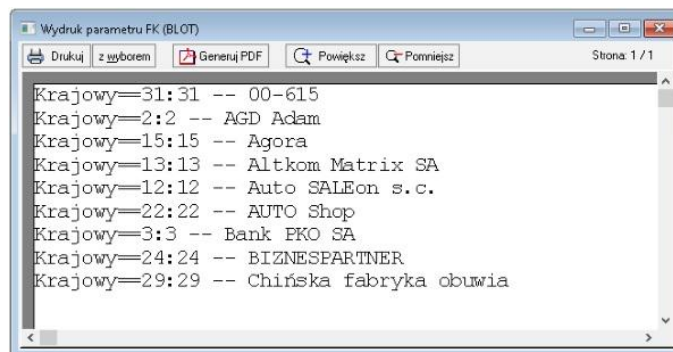 Wydruk parametru FK (BLOT)
Drukuj z wyborem Generuj PDF Powiększ Pomniejsz Strona: 1 / 1
Krajowy==31:31 -- 00-615
Krajowy==2:2 -- AGD Adam
Krajowy==15:15 -- Agora
Krajowy==13:13 -- Altkom Matrix SA
Krajowy==12:12 -- Auto SALEon s.c.
Krajowy==22:22 -- AUTO Shop
Krajowy==3:3 -- Bank PKO SA
Krajowy==24:24 -- BIZNESPARTNER
Krajowy==29:29 -- Chińska fabryka obuwia